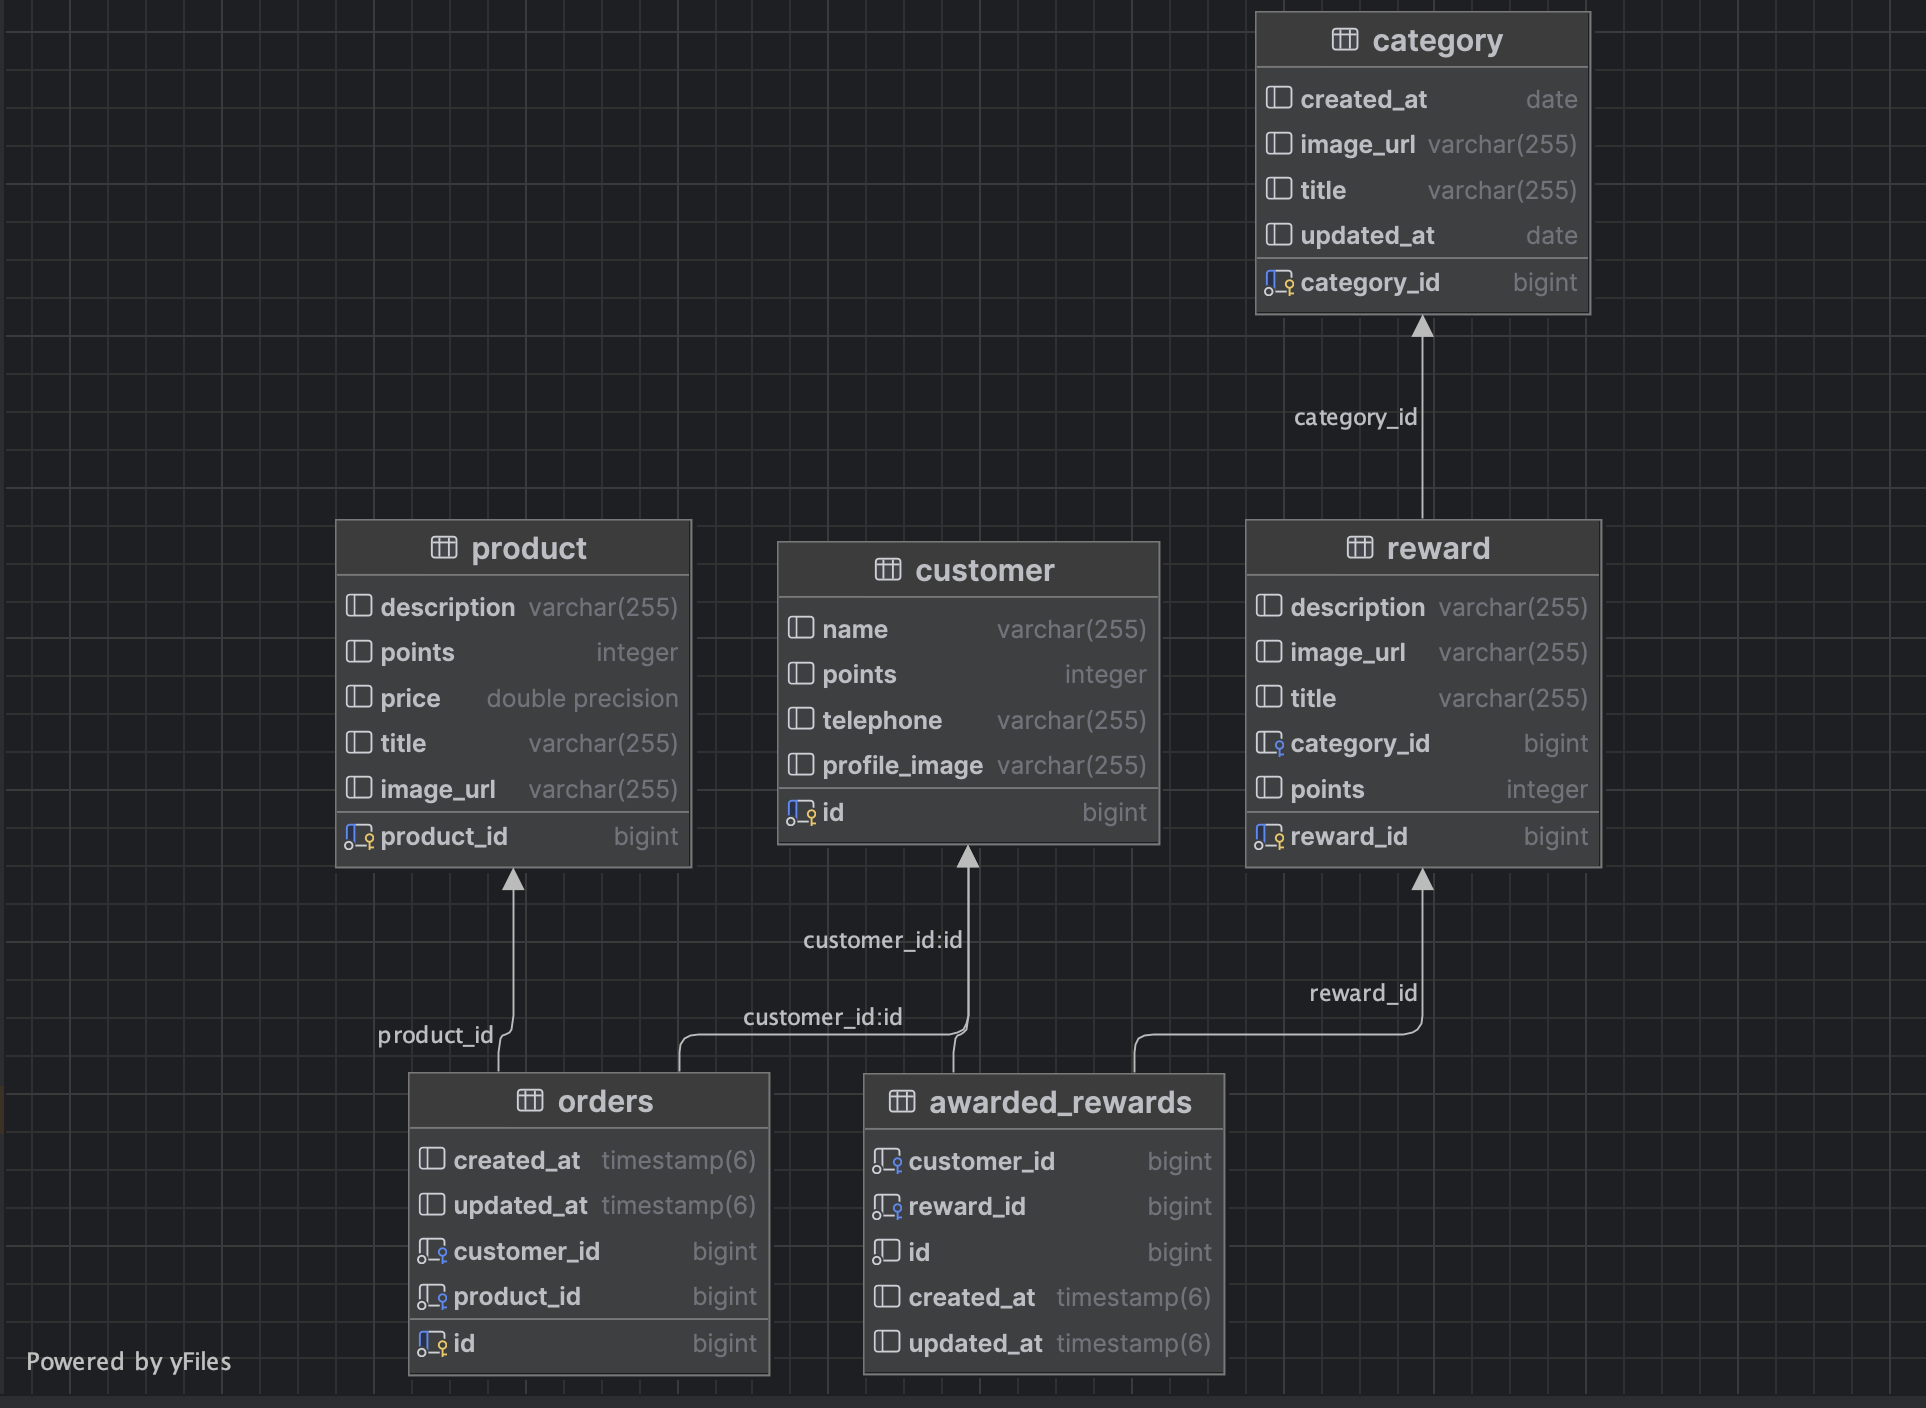 category
created_at date
image_url varchar(255)
title varchar(255)
updated_at date
category_id bigint
category_id
product
description varchar(255)
points integer
price double precision
title varchar(255)
image_url varchar(255)
product_id bigint
customer
name varchar(255)
points integer
telephone varchar(255)
profile_image varchar(255)
id bigint
reward
description varchar(255)
image_url varchar(255)
title varchar(255)
category_id bigint
points integer
reward_id bigint
customer_id:id
reward_id
customer_id:id
product_id
orders
created_at timestamp(6)
updated_at timestamp(6)
customer_id bigint
product_id bigint
id bigint
awarded_rewards
customer_id bigint
reward_id bigint
id bigint
created_at timestamp(6)
updated_at timestamp(6)
Powered by yFiles